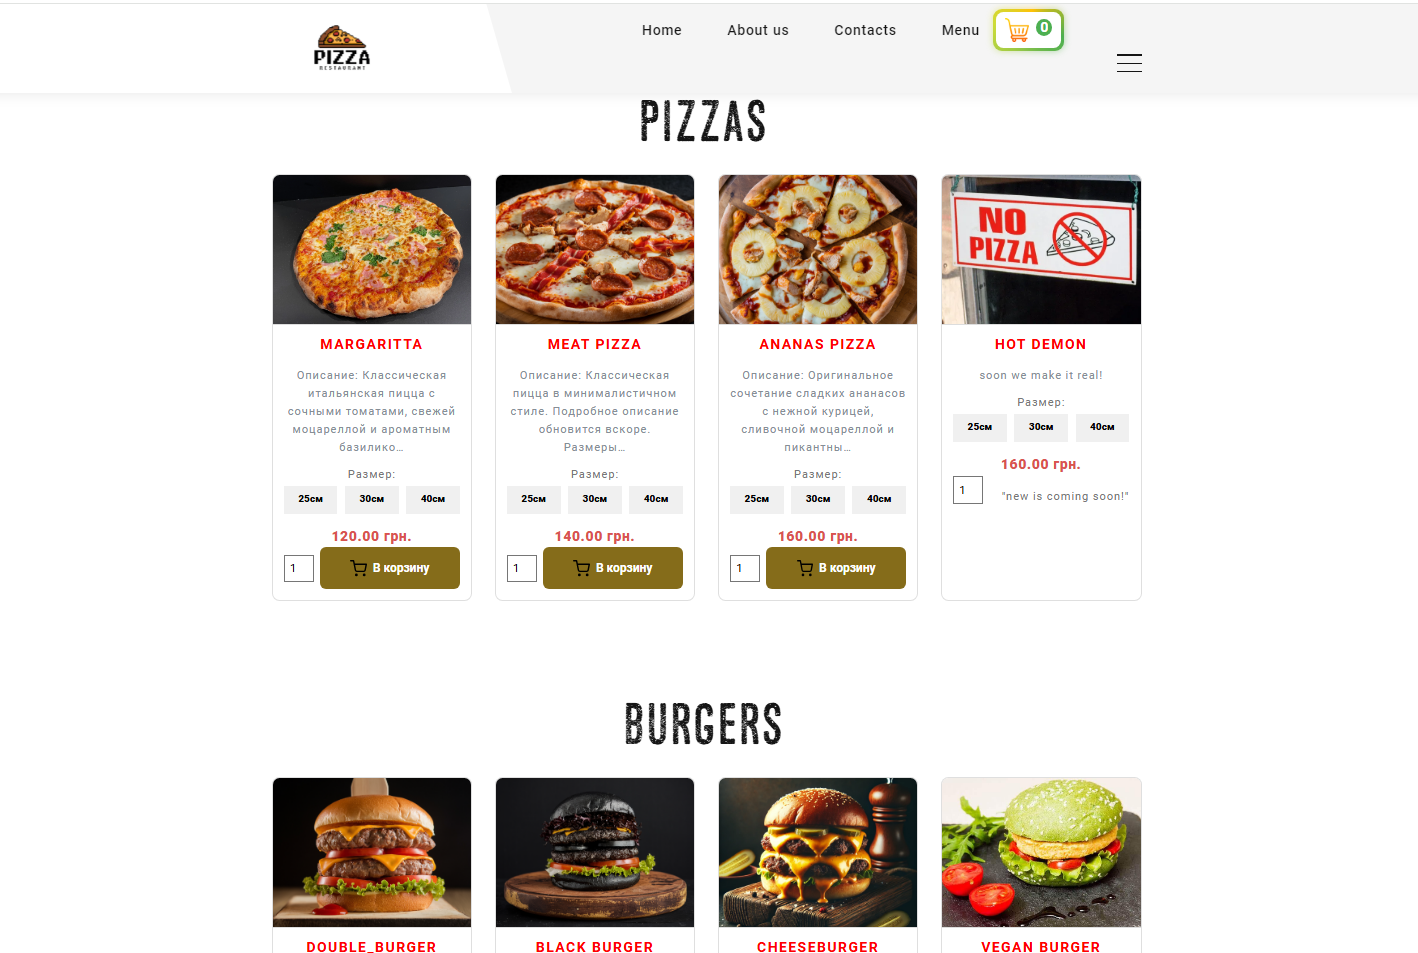 PIZZA
RESTAURANT
Home
About us
Contacts
Menu
0
PIZZAS
NO
PIZZA
MARGARITTA
Описание: Классическая
итальянская пицца с
сочными томатами, свежей
моцареллой и ароматным
базилико…
Размер:
25см 30см 40см
120.00 грн.
1
В корзину
MEAT PIZZA
Описание: Классическая
пицца в минималистичном
стиле. Подробное описание
обновится вскоре.
Размеры…
Размер:
25см 30см 40см
140.00 грн.
1
В корзину
ANANAS PIZZA
Описание: Оригинальное
сочетание сладких ананасов
с нежной курицей,
сливочной моцареллой и
пикантны…
Размер:
25см 30см 40см
160.00 грн.
1
В корзину
HOT DEMON
soon we make it real!
Размер:
25см 30см 40см
160.00 грн.
1
"new is coming soon!"
BURGERS
DOUBLE_BURGER
BLACK BURGER
CHEESEBURGER
VEGAN BURGER